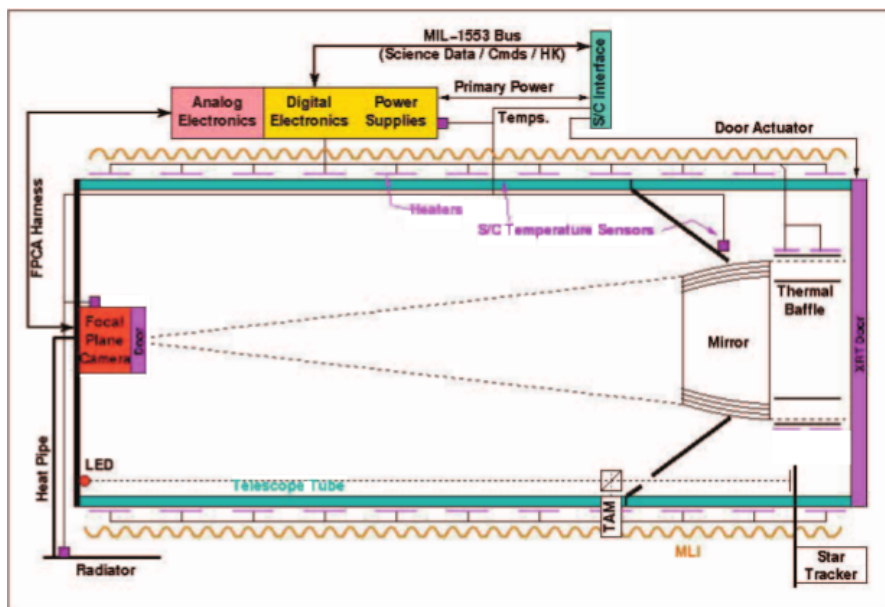 MIL-1553 Bus
(Science Data / Cmds / HK)
S/C Interface
Analog
Electronics
Digital
Electronics
Power
Supplies
Primary Power
Temps.
Door Actuator
FPCA Harness
Heaters
S/C Temperature Sensors
Focal
Plane
Camera
Door
Mirror
Thermal
Baffle
XRT Door
Heat Pipe
LED
Telescope Tube
TAM
MLI
Radiator
Star
Tracker